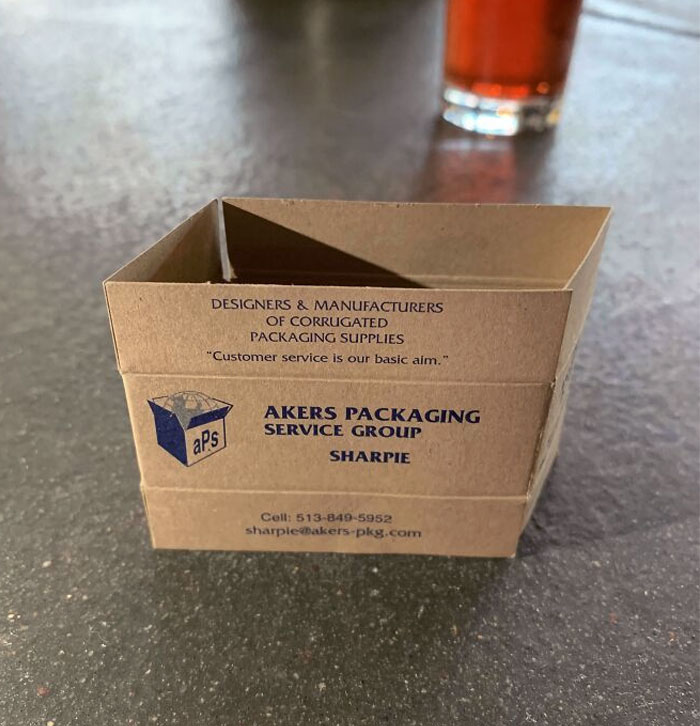 DESIGNERS & MANUFACTURERS
OF CORRUGATED
PACKAGING SUPPLIES
"Customer service is our basic aim."
aPs
AKERS PACKAGING
SERVICE GROUP
SHARPIE
Cell: 513-849-5952
sharpie@akers-pkg.com